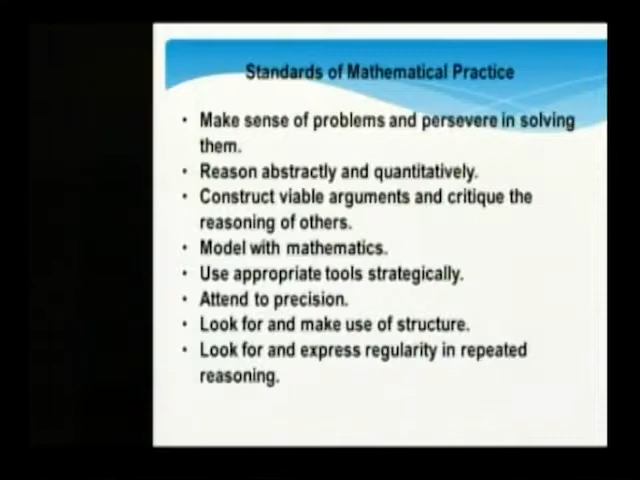 Standards of Mathematical Practice
• Make sense of problems and persevere in solving
them.
• Reason abstractly and quantitatively.
• Construct viable arguments and critique the
reasoning of others.
• Model with mathematics.
• Use appropriate tools strategically.
• Attend to precision.
• Look for and make use of structure.
• Look for and express regularity in repeated
reasoning.